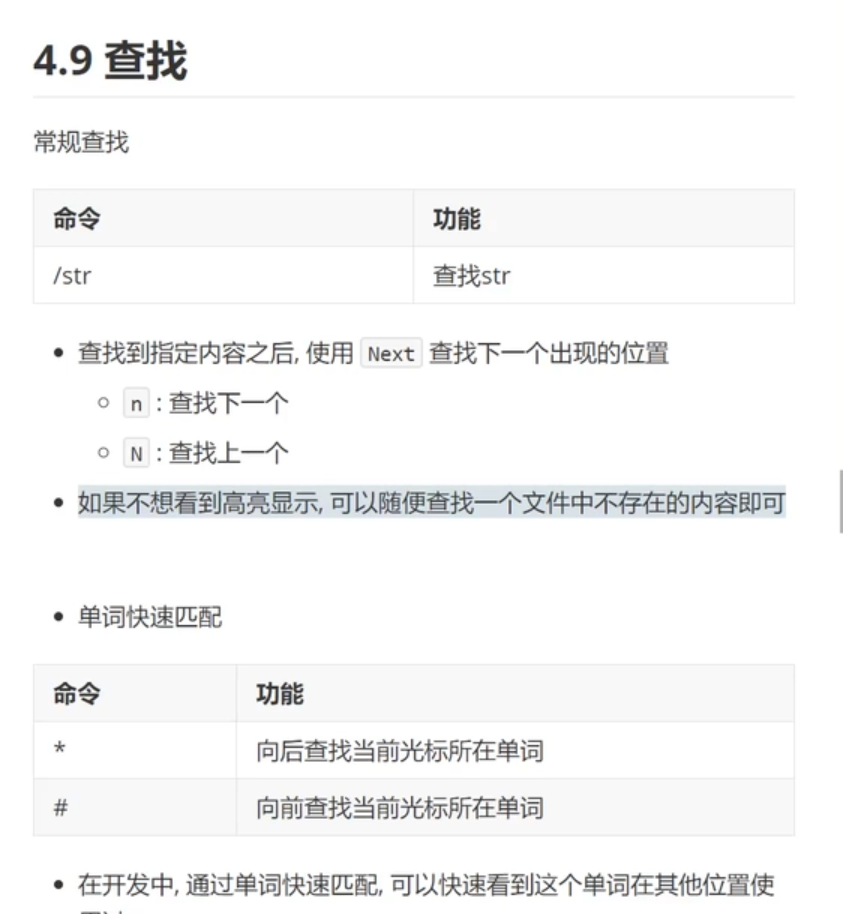 4.9 查找
常规查找
命令 功能
/str 查找str
查找到指定内容之后, 使用 Next 查找下一个出现的位置
n : 查找下一个
N : 查找上一个
如果不想看到高亮显示, 可以随便查找一个文件中不存在的内容即可
单词快速匹配
命令 功能
* 向后查找当前光标所在单词
# 向前查找当前光标所在单词
在开发中, 通过单词快速匹配, 可以快速看到这个单词在其他位置使